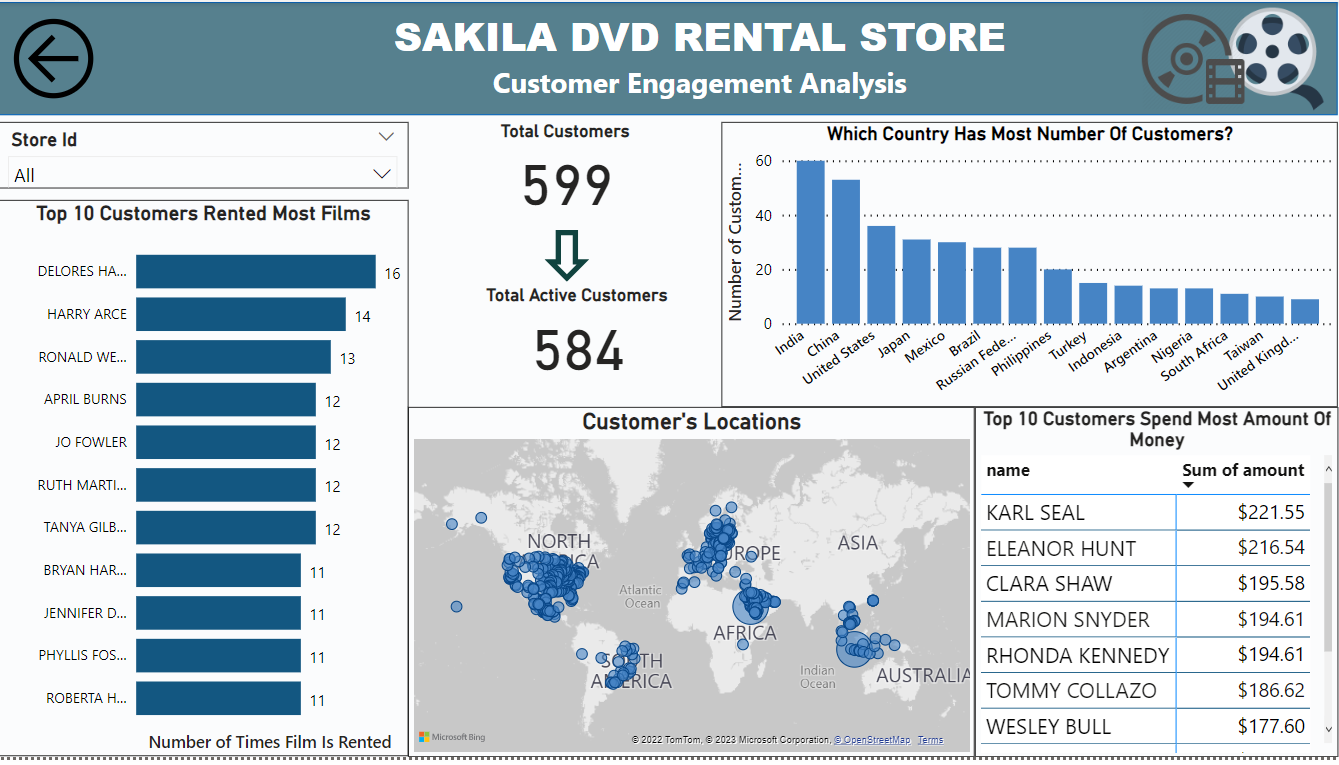 SAKILA DVD RENTAL STORE
Customer Engagement Analysis
Store Id
All
Top 10 Customers Rented Most Films
DELORES HA... 16
HARRY ARCE 14
RONALD WE... 13
APRIL BURNS 12
JO FOWLER 12
RUTH MARTI... 12
TANYA GILB... 12
BRYAN HAR... 11
JENNIFER D... 11
PHYLLIS FOS... 11
ROBERTA H... 11
Number of Times Film Is Rented
Total Customers
599
Total Active Customers
584
Which Country Has Most Number Of Customers?
Number of Custom...
60
40
20
0
India
China
United States
Japan
Mexico
Brazil
Russian Fede...
Philippines
Turkey
Indonesia
Argentina
Nigeria
South Africa
Taiwan
United Kingd...
Customer's Locations
NORTH
ASIA
EUROPE
Atlantic
Ocean
AFRICA
SOUTH
AMERICA
Indian
Ocean
AUSTRALIA
Microsoft Bing
© 2022 TomTom, © 2023 Microsoft Corporation, © OpenStreetMap Terms
Top 10 Customers Spend Most Amount Of
Money
name Sum of amount
KARL SEAL $221.55
ELEANOR HUNT $216.54
CLARA SHAW $195.58
MARION SNYDER $194.61
RHONDA KENNEDY $194.61
TOMMY COLLAZO $186.62
WESLEY BULL $177.60